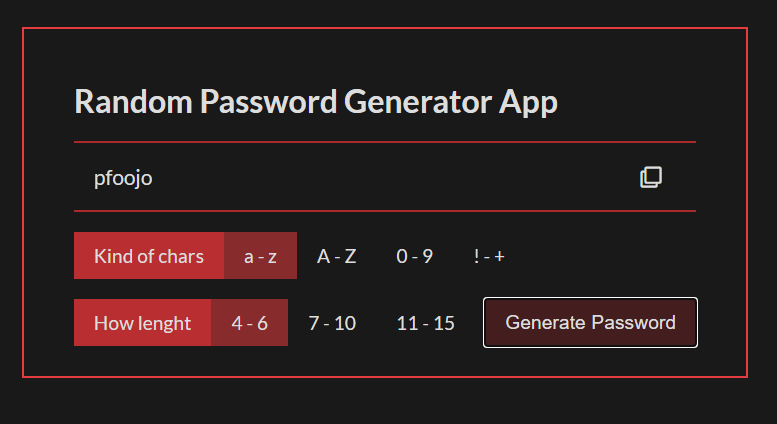 Random Password Generator App
pfoojo
Kind of chars a - z A - Z 0 - 9 ! - +
How lenght 4 - 6 7 - 10 11 - 15 Generate Password